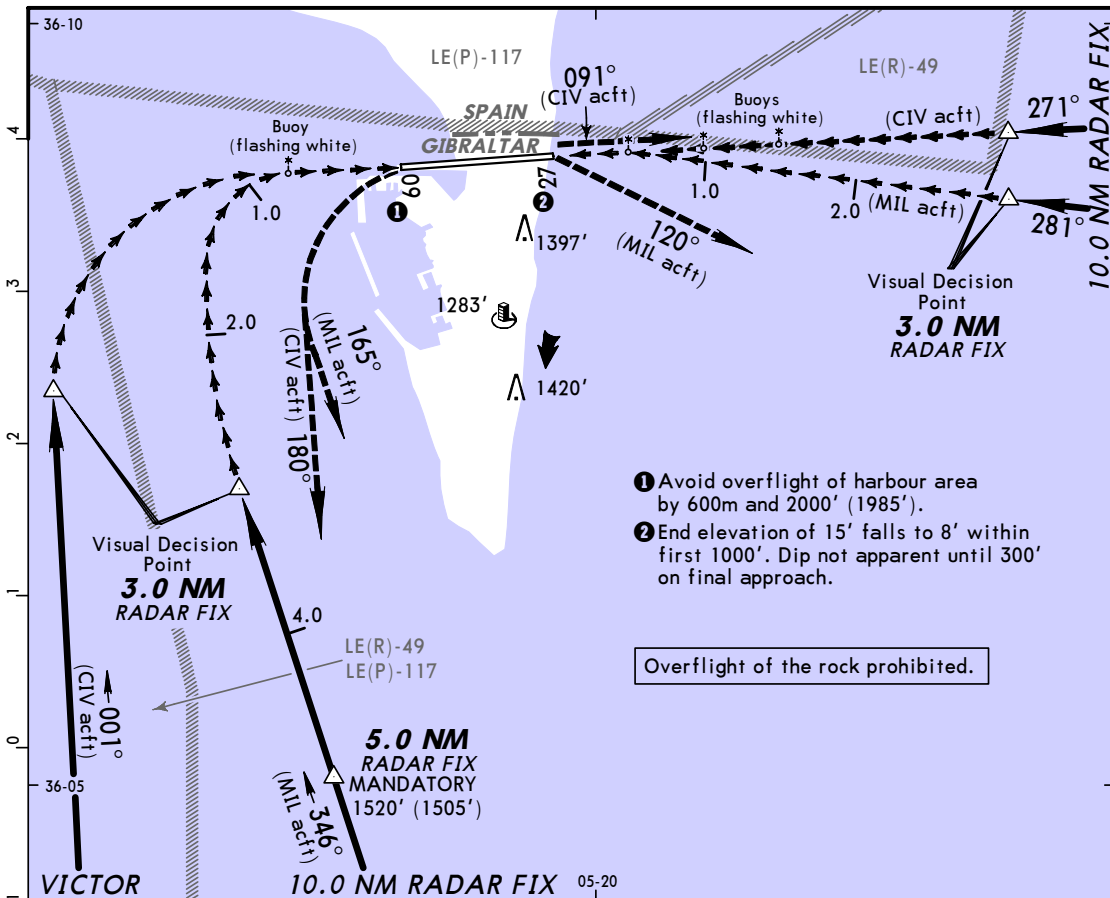 36-10
LE(P)-117
LE(R)-49
10.0 NM RADAR FIX
091°
(CIV acft)
SPAIN
GIBRALTAR
Buoy
(flashing white)
Buoys
(flashing white)
(CIV acft)
271°
4
09
27
1
2
1.0
1.0
2.0
(MIL acft)
281°
120°
(MIL acft)
1397'
Visual Decision
Point
3.0 NM
RADAR FIX
3
1283'
2.0
165°
(MIL acft)
(CIV acft)
180°
1420'
2
1 Avoid overflight of harbour area
by 600m and 2000' (1985').
2 End elevation of 15' falls to 8' within
first 1000'. Dip not apparent until 300'
on final approach.
Visual Decision
Point
3.0 NM
RADAR FIX
1
4.0
LE(R)-49
LE(P)-117
Overflight of the rock prohibited.
001°
(CIV acft)
0
5.0 NM
RADAR FIX
MANDATORY
1520' (1505')
36-05
346°
(MIL acft)
VICTOR
10.0 NM RADAR FIX
05-20
1